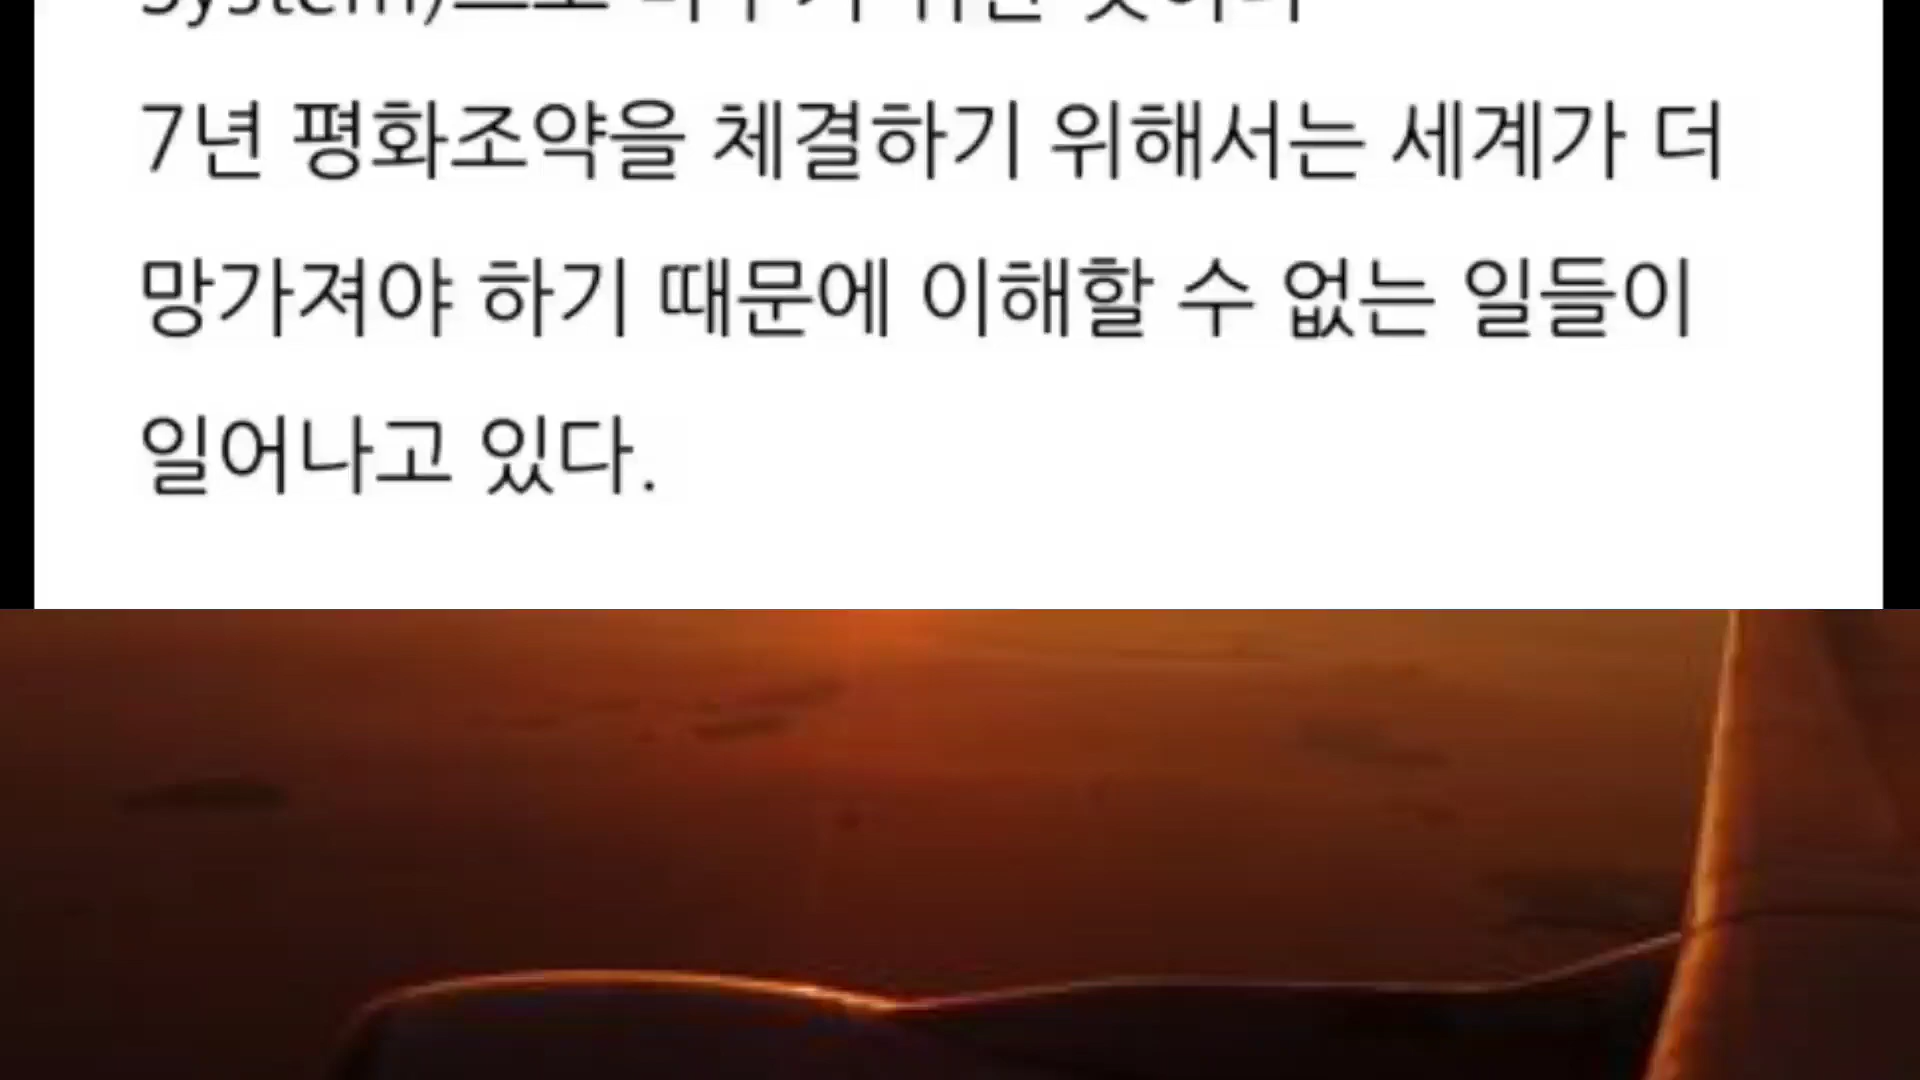 7년 평화조약을 체결하기 위해서는 세계가 더
망가져야 하기 때문에 이해할 수 없는 일들이
일어나고 있다.